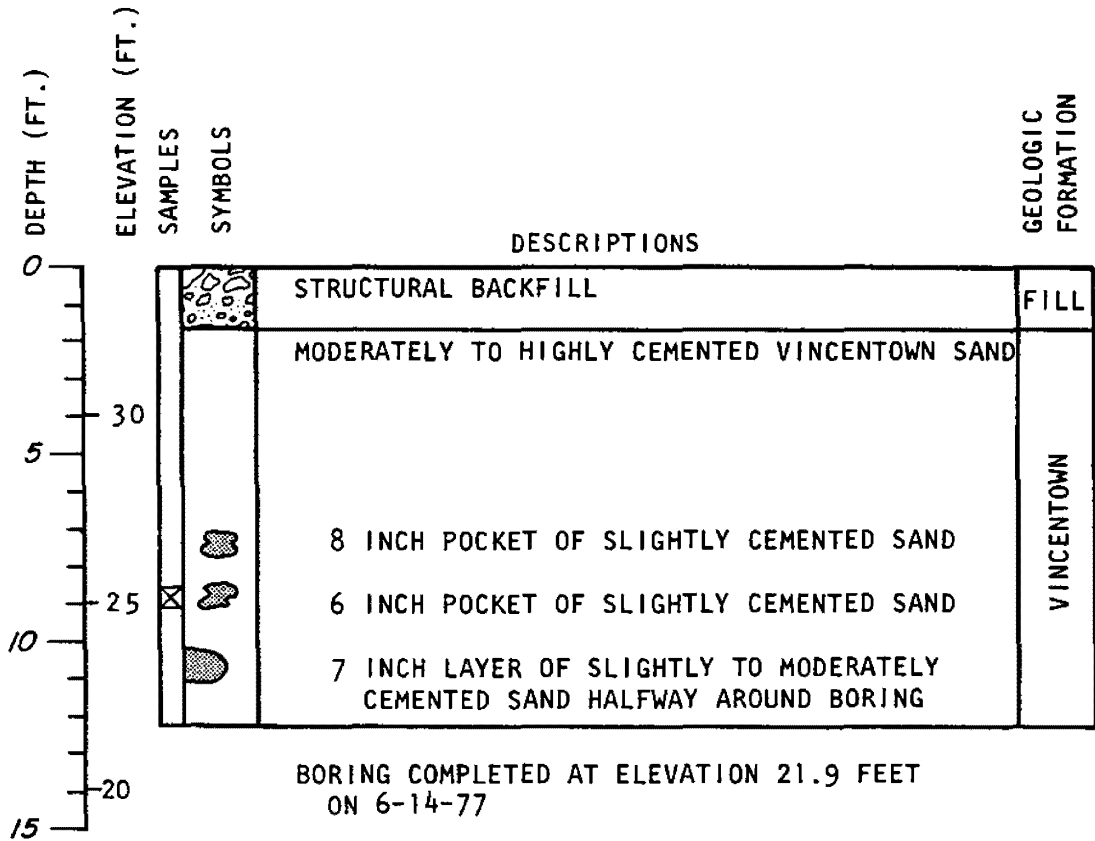 DEPTH (FT.)
ELEVATION (FT.)
SAMPLES
SYMBOLS
DESCRIPTIONS
GEOLOGIC
FORMATION
0
STRUCTURAL BACKFILL
FILL
MODERATELY TO HIGHLY CEMENTED VINCENTOWN SAND
30
5
VINCENTOWN
8 INCH POCKET OF SLIGHTLY CEMENTED SAND
25
6 INCH POCKET OF SLIGHTLY CEMENTED SAND
10
7 INCH LAYER OF SLIGHTLY TO MODERATELY
CEMENTED SAND HALFWAY AROUND BORING
20
BORING COMPLETED AT ELEVATION 21.9 FEET
ON 6-14-77
15